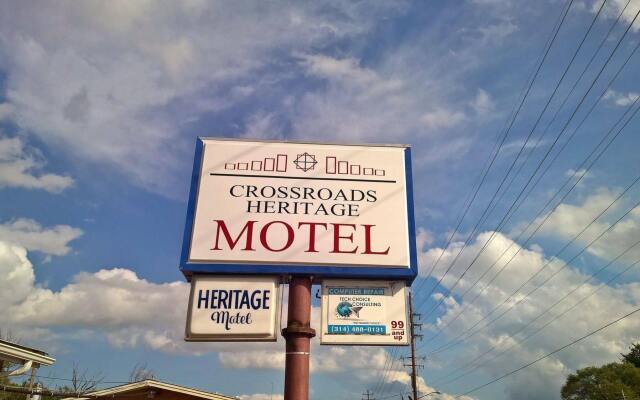 CROSSROADS
HERITAGE
MOTEL
HERITAGE
Motel
COMPUTER REPAIR
TECH CHOICE
CONSULTING
(314) 488-0131
99
and
up